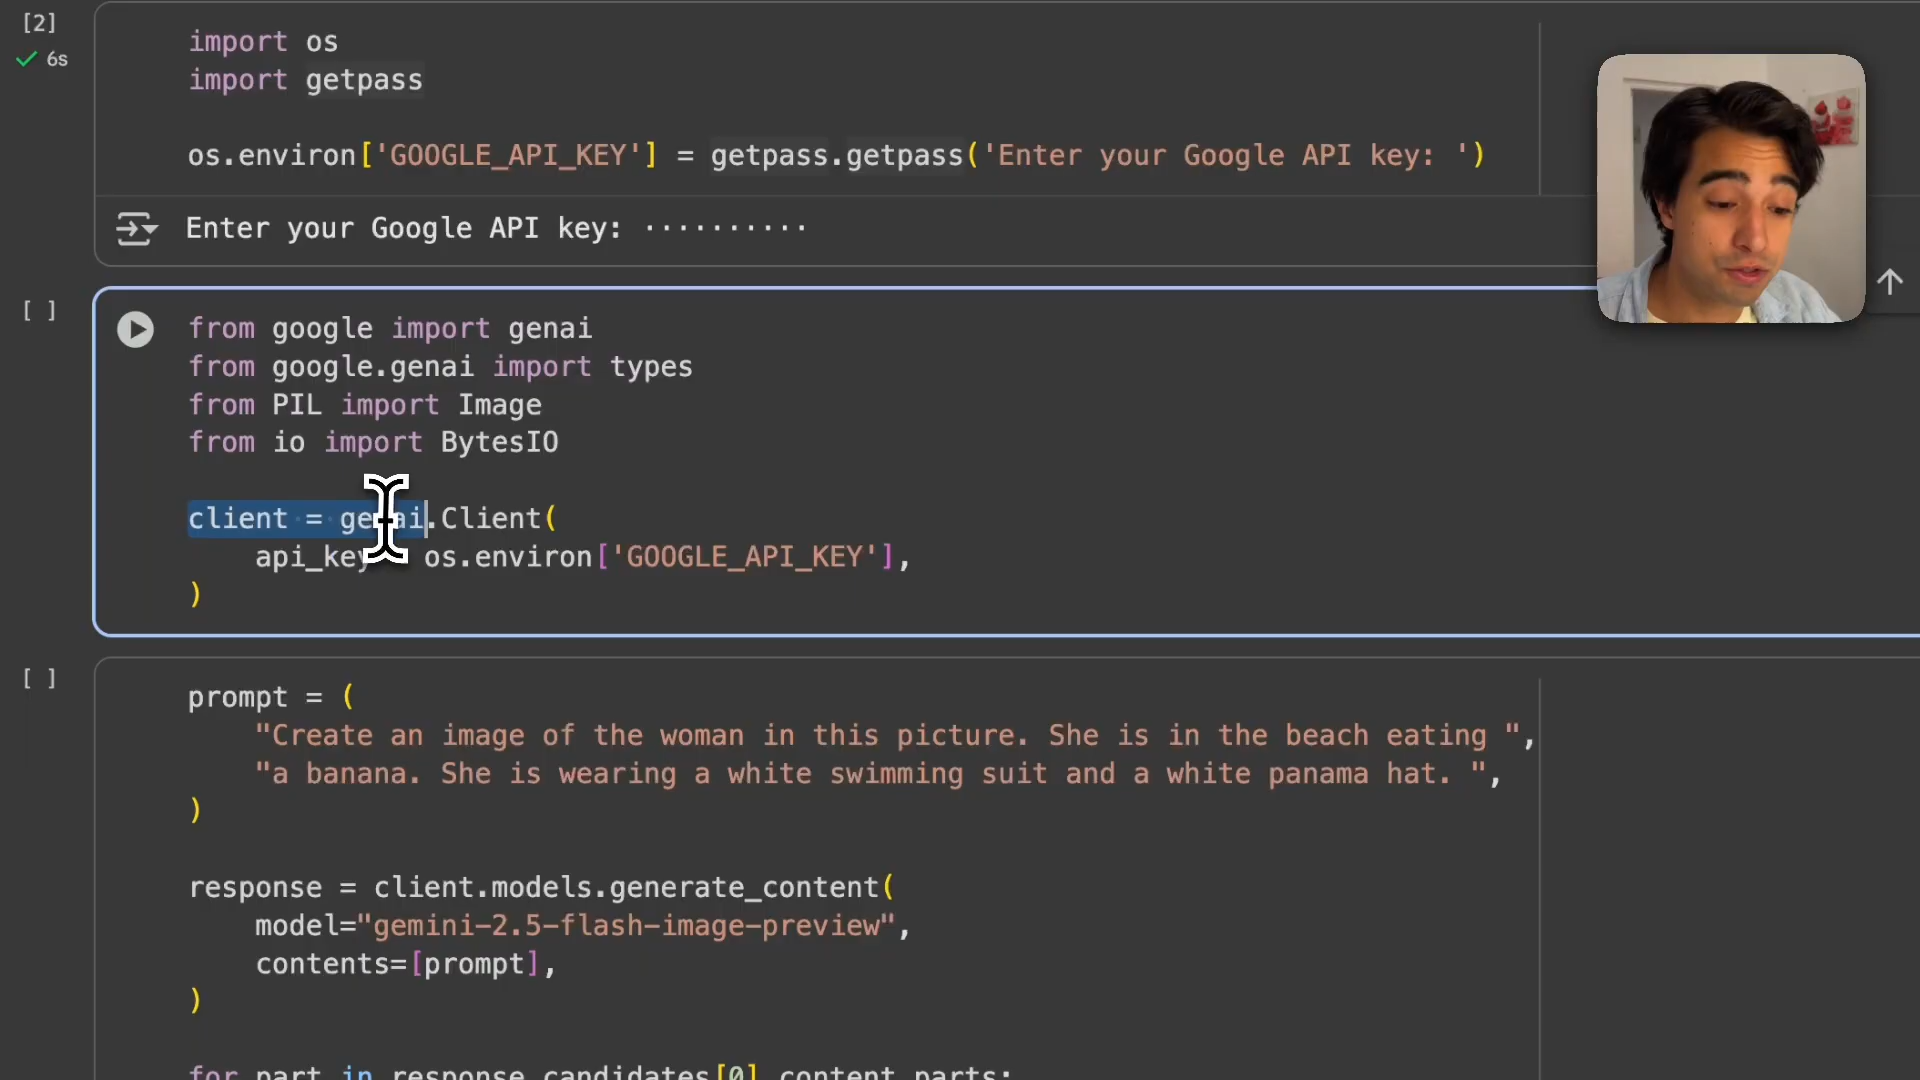 [2]
6s
import os
import getpass
os.environ['GOOGLE_API_KEY'] = getpass.getpass('Enter your Google API key: ')
Enter your Google API key: ··········
[ ]
from google import genai
from google.genai import types
from PIL import Image
from io import BytesIO
client = genai.Client(
api_key os.environ['GOOGLE_API_KEY'],
)
[ ]
prompt = (
"Create an image of the woman in this picture. She is in the beach eating ",
"a banana. She is wearing a white swimming suit and a white panama hat. ",
)
response = client.models.generate_content(
model="gemini-2.5-flash-image-preview",
contents=[prompt],
)
for part in response.candidates[0].content.parts: